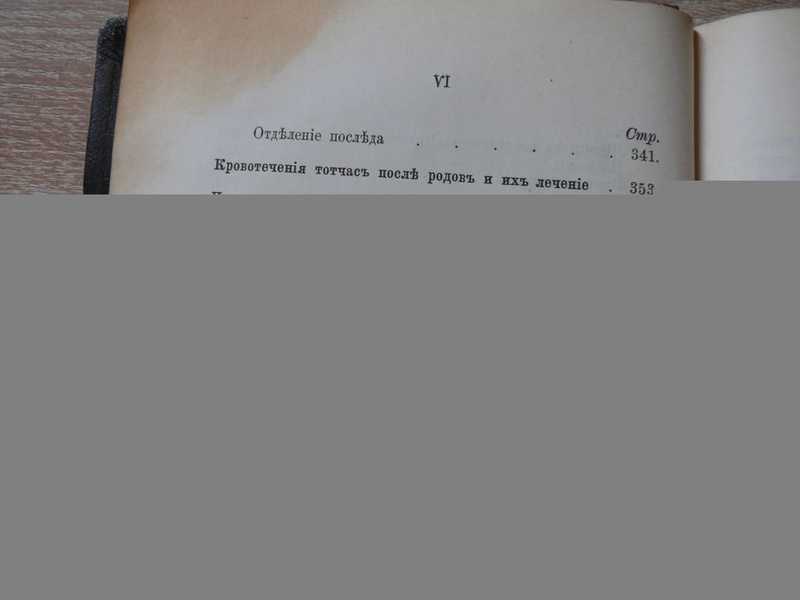 VI
Стр.
Отдѣленіе послѣда . . . . . . 341.
Кровотеченія тотчасъ послѣ родовъ и ихъ леченіе . 353